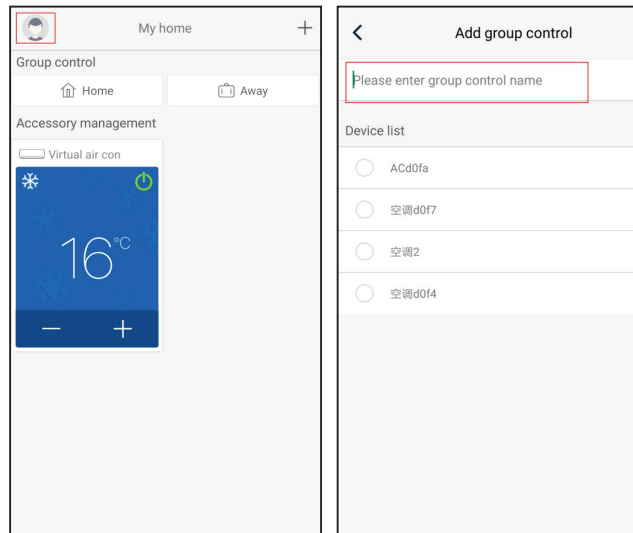 My home
+
Group control
Home
Away
Accessory management
Virtual air con
16°C
− +
Add group control
Please enter group control name
Device list
ACd0fa
空调d0f7
空调2
空调d0f4